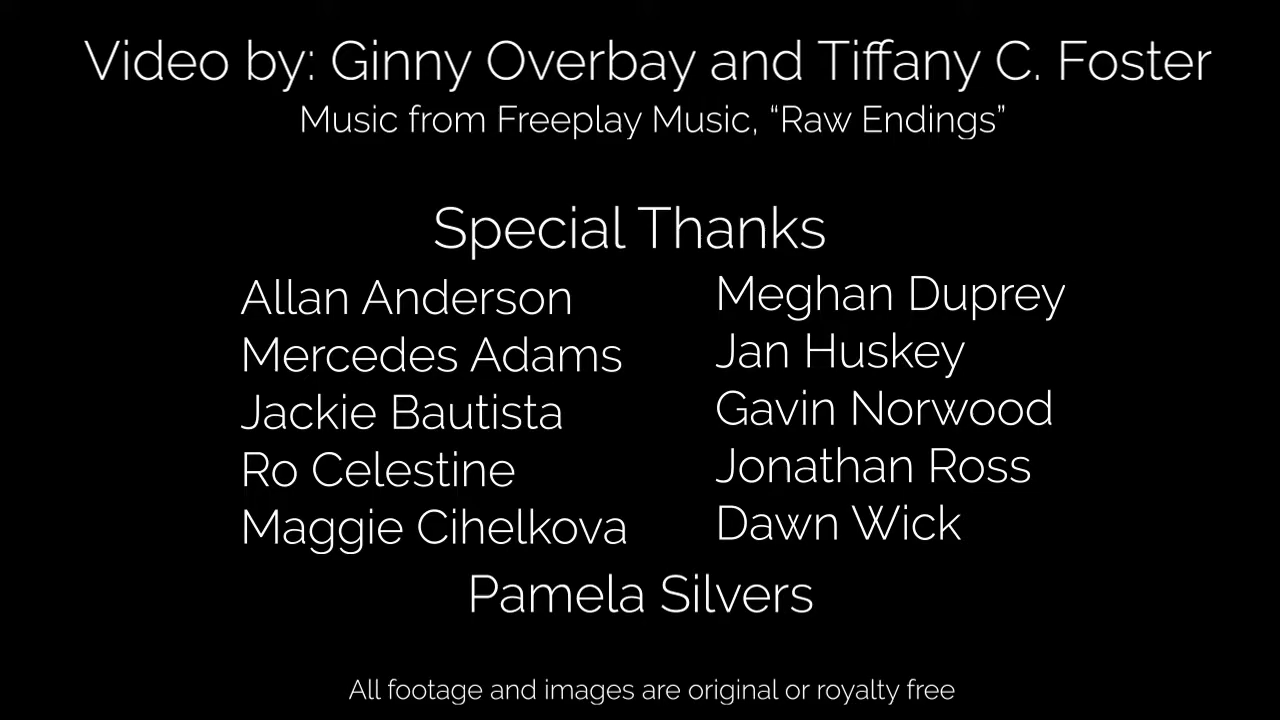 Video by: Ginny Overbay and Tiffany C. Foster
Music from Freeplay Music, “Raw Endings”
Special Thanks
Allan Anderson
Mercedes Adams
Jackie Bautista
Ro Celestine
Maggie Cihelkova
Meghan Duprey
Jan Huskey
Gavin Norwood
Jonathan Ross
Dawn Wick
Pamela Silvers
All footage and images are original or royalty free